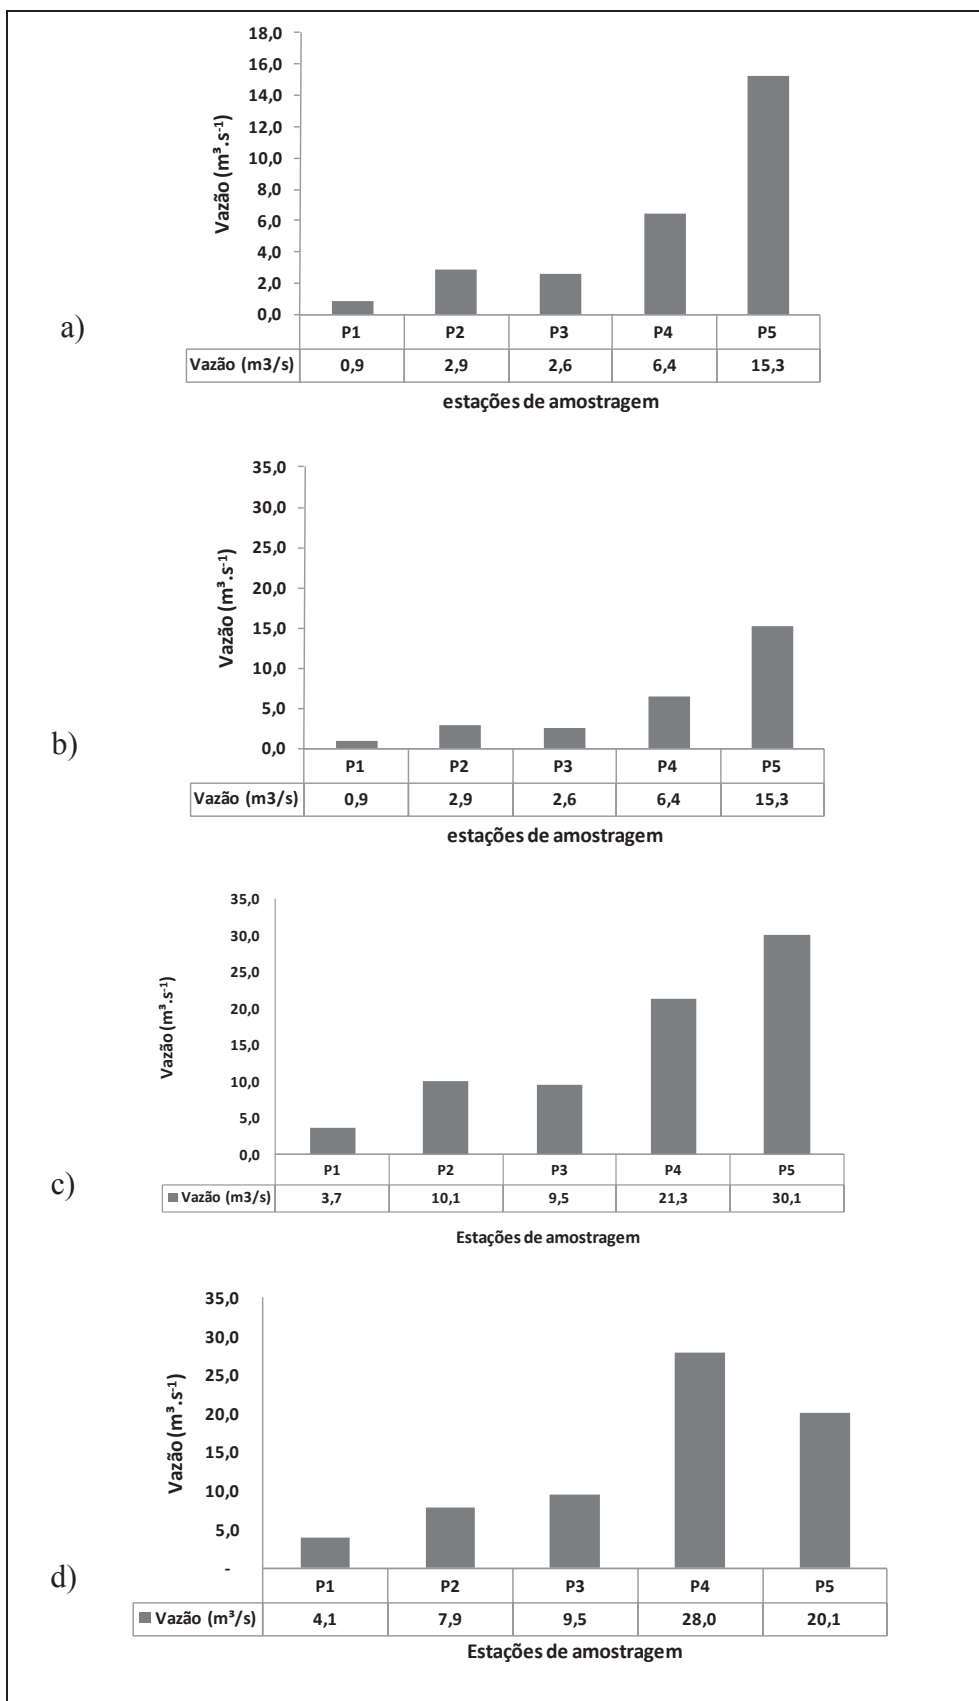 18,0
16,0
14,0
12,0
10,0
8,0
6,0
4,0
2,0
0,0
Vazão (m³.s-1)
a)
P1 P2 P3 P4 P5
Vazão (m3/s) 0,9 2,9 2,6 6,4 15,3
estações de amostragem
35,0
30,0
25,0
20,0
15,0
10,0
5,0
0,0
Vazão (m³.s-1)
b)
P1 P2 P3 P4 P5
Vazão (m3/s) 0,9 2,9 2,6 6,4 15,3
estações de amostragem
35,0
30,0
25,0
20,0
15,0
10,0
5,0
0,0
Vazão (m³.s-1)
c)
P1 P2 P3 P4 P5
Vazão (m3/s) 3,7 10,1 9,5 21,3 30,1
Estações de amostragem
35,0
30,0
25,0
20,0
15,0
10,0
5,0
-
Vazão (m³.s-1)
d)
P1 P2 P3 P4 P5
Vazão (m³/s) 4,1 7,9 9,5 28,0 20,1
Estações de amostragem